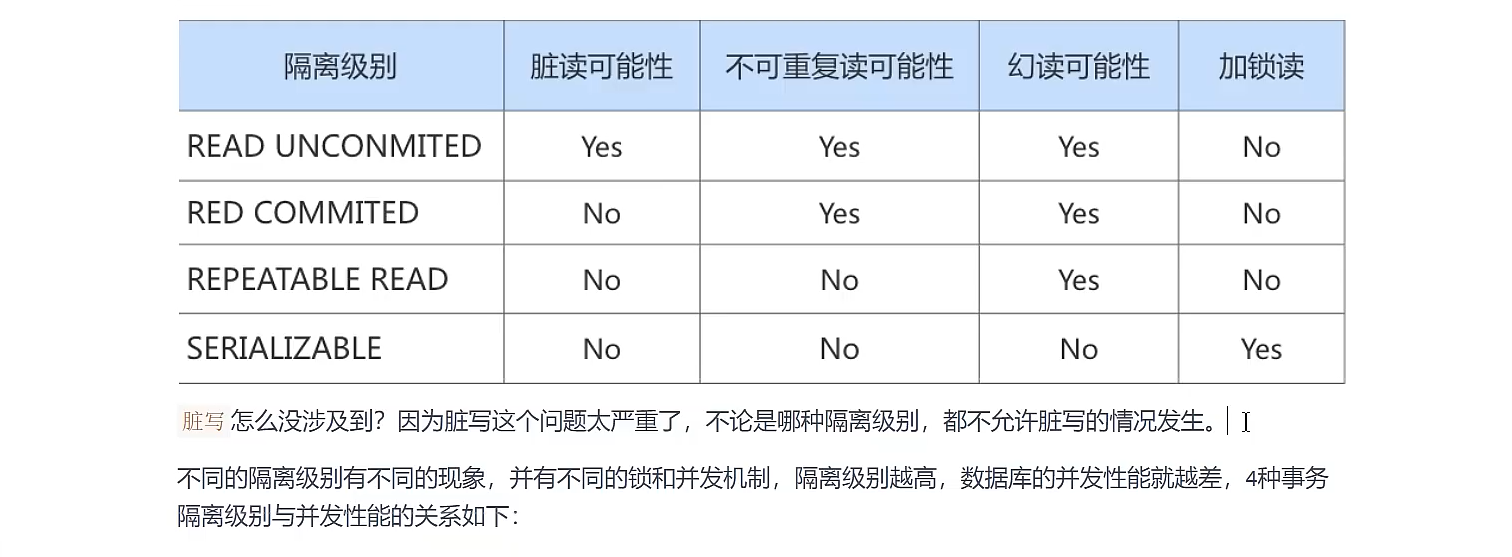 隔离级别 脏读可能性 不可重复读可能性 幻读可能性 加锁读
READ UNCONMITED Yes Yes Yes No
RED COMMITED No Yes Yes No
REPEATABLE READ No No Yes No
SERIALIZABLE No No No Yes
脏写 怎么没涉及到？因为脏写这个问题太严重了，不论是哪种隔离级别，都不允许脏写的情况发生。
不同的隔离级别有不同的现象，并有不同的锁和并发机制，隔离级别越高，数据库的并发性能就越差，4种事务
隔离级别与并发性能的关系如下：